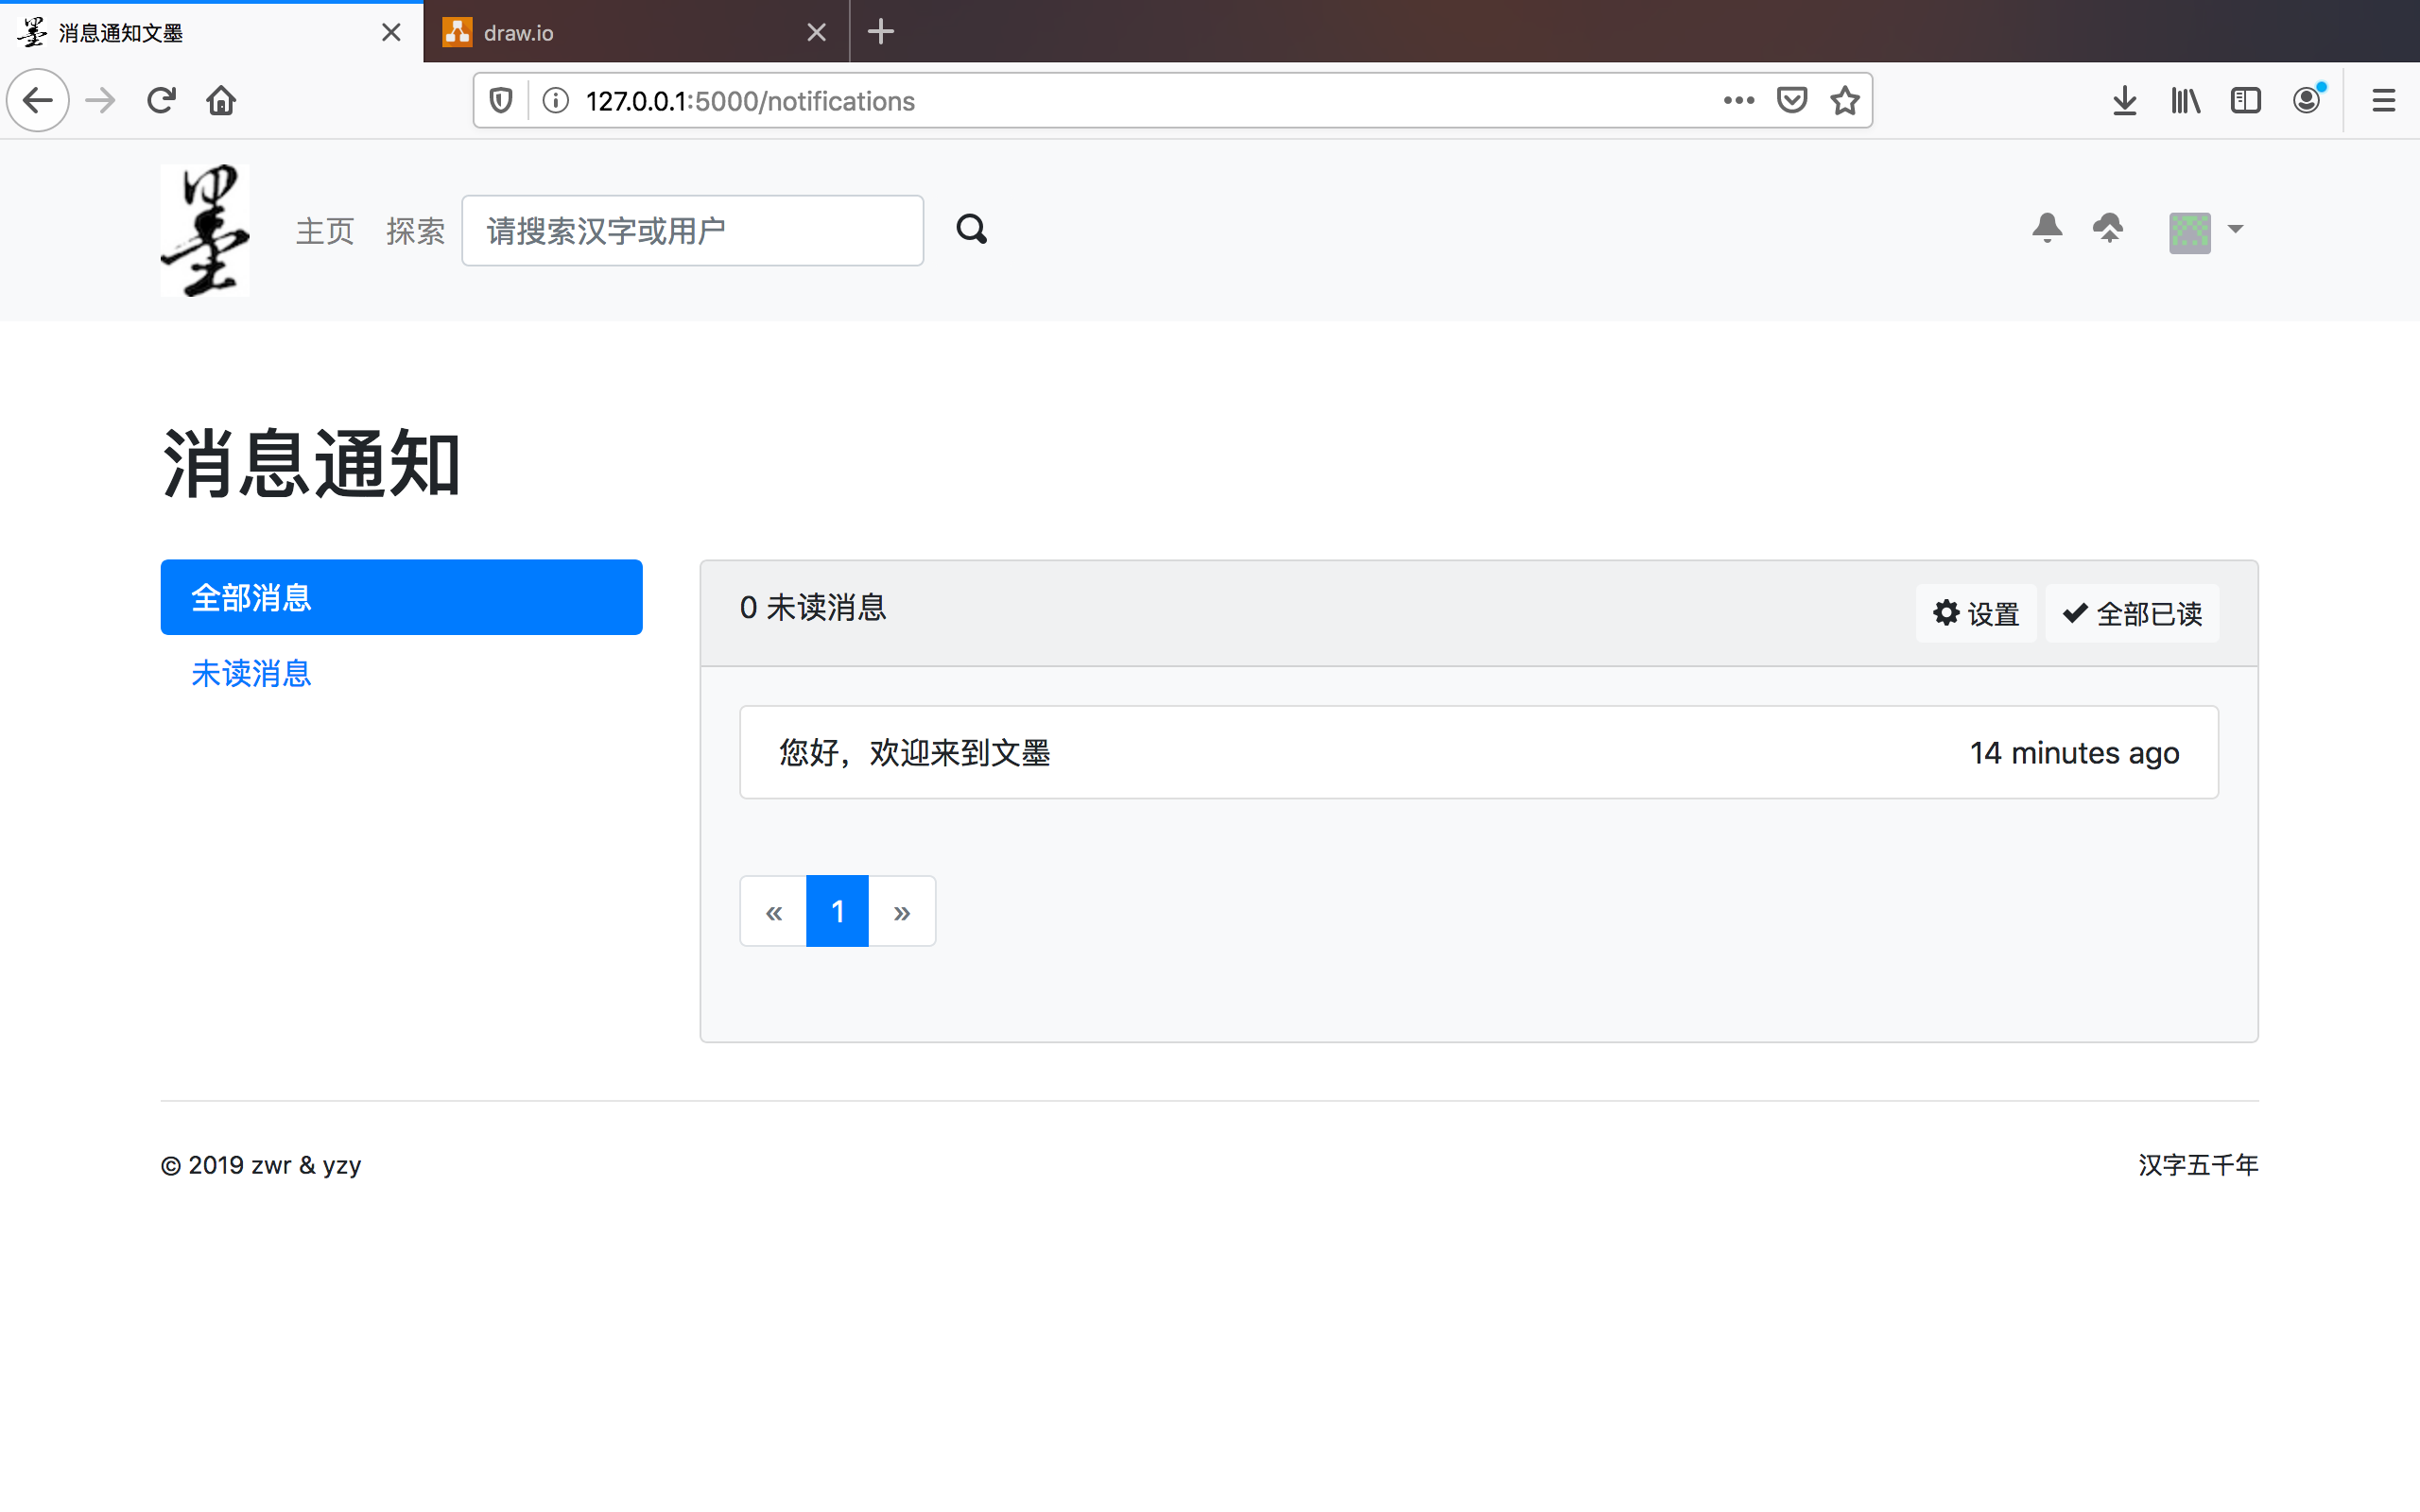 消息通知文墨
draw.io
127.0.0.1:5000/notifications
墨
主页 探索 请搜索汉字或用户
消息通知
全部消息
未读消息
0 未读消息 设置 全部已读
您好，欢迎来到文墨 14 minutes ago
« 1 »
© 2019 zwr & yzy 汉字五千年